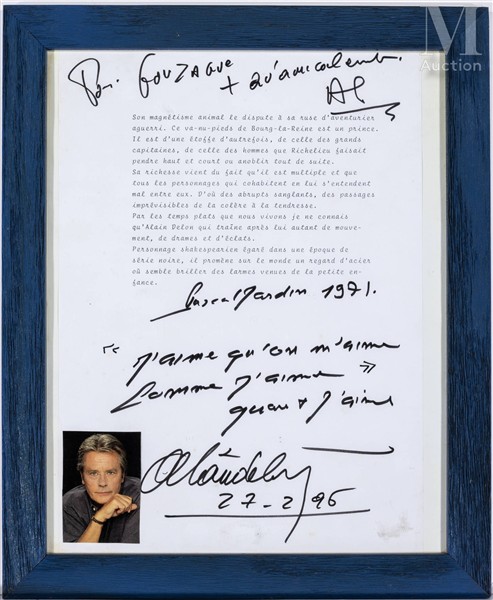 M
Auction
Pour GONZAGUE
+ qu'amicalement.
AD
Son magnétisme animal le dispute à sa ruse d'aventurier
aguerri. Ce va-nu-pieds de Bourg-la-Reine est un prince.
Il est d'une étoffe d'autrefois, de celle des grands
capitaines, de celle des hommes que Richelieu faisait
pendre haut et court ou anoblir tout de suite.
Sa richesse vient du fait qu'il est multiple et que
tous les personnages qui cohabitent en lui s'entendent
mal entre eux. D'où des abrupts sanglants, des passages
imprévisibles de la colère à la tendresse.
Par les temps plats que nous vivons je ne connais
qu'Alain Delon qui traîne après lui autant de mouve-
ment, de drames et d'éclats.
Personnage shakespearien égaré dans une époque de
série noire, il promène sur le monde un regard d'acier
où semble briller des larmes venues de la petite en-
fance.
Pascal Jardin 1971.
" J'aime qu'on m'aime
comme J'aime "
quand J'aime
Alain Delon
27-2/96